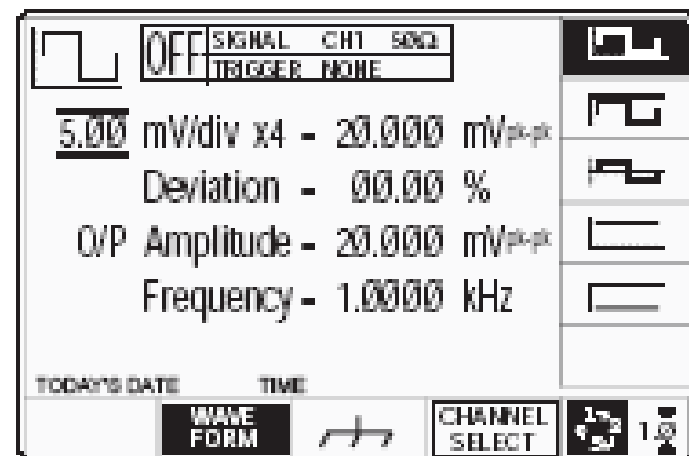 OFF SIGNAL CH1 50Ω
TRIGGER NONE
5.00 mV/div x4 = 20.000 mVpk-pk
Deviation = 00.00 %
O/P Amplitude = 20.000 mVpk-pk
Frequency = 1.0000 kHz
TODAY'S DATE TIME
WAVE
FORM
CHANNEL
SELECT